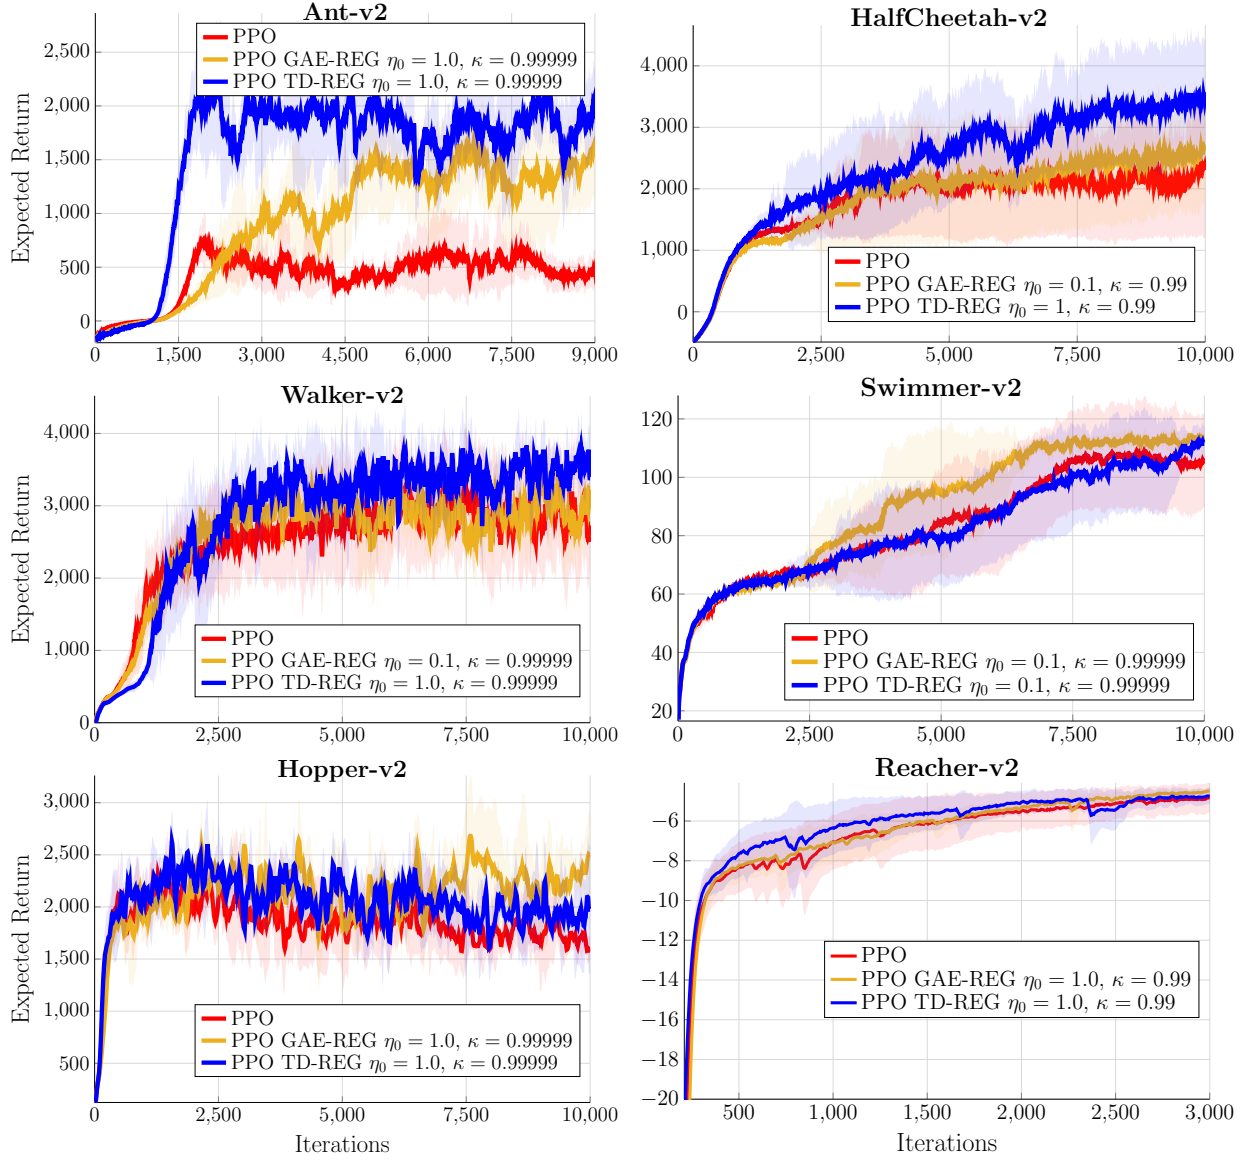 Ant-v2
Expected Return
2,500
2,000
1,500
1,000
500
0
PPO
PPO GAE-REG η₀ = 1.0, κ = 0.99999
PPO TD-REG η₀ = 1.0, κ = 0.99999
0 1,500 3,000 4,500 6,000 7,500 9,000
HalfCheetah-v2
4,000
3,000
2,000
1,000
0
PPO
PPO GAE-REG η₀ = 0.1, κ = 0.99
PPO TD-REG η₀ = 1, κ = 0.99
0 2,500 5,000 7,500 10,000
Walker-v2
Expected Return
4,000
3,000
2,000
1,000
0
PPO
PPO GAE-REG η₀ = 0.1, κ = 0.99999
PPO TD-REG η₀ = 1.0, κ = 0.99999
0 2,500 5,000 7,500 10,000
Swimmer-v2
120
100
80
60
40
20
PPO
PPO GAE-REG η₀ = 0.1, κ = 0.99999
PPO TD-REG η₀ = 0.1, κ = 0.99999
0 2,500 5,000 7,500 10,000
Hopper-v2
Expected Return
3,000
2,500
2,000
1,500
1,000
500
PPO
PPO GAE-REG η₀ = 1.0, κ = 0.99999
PPO TD-REG η₀ = 1.0, κ = 0.99999
0 2,500 5,000 7,500 10,000
Iterations
Reacher-v2
−6
−8
−10
−12
−14
−16
−18
−20
PPO
PPO GAE-REG η₀ = 1.0, κ = 0.99
PPO TD-REG η₀ = 1.0, κ = 0.99
500 1,000 1,500 2,000 2,500 3,000
Iterations